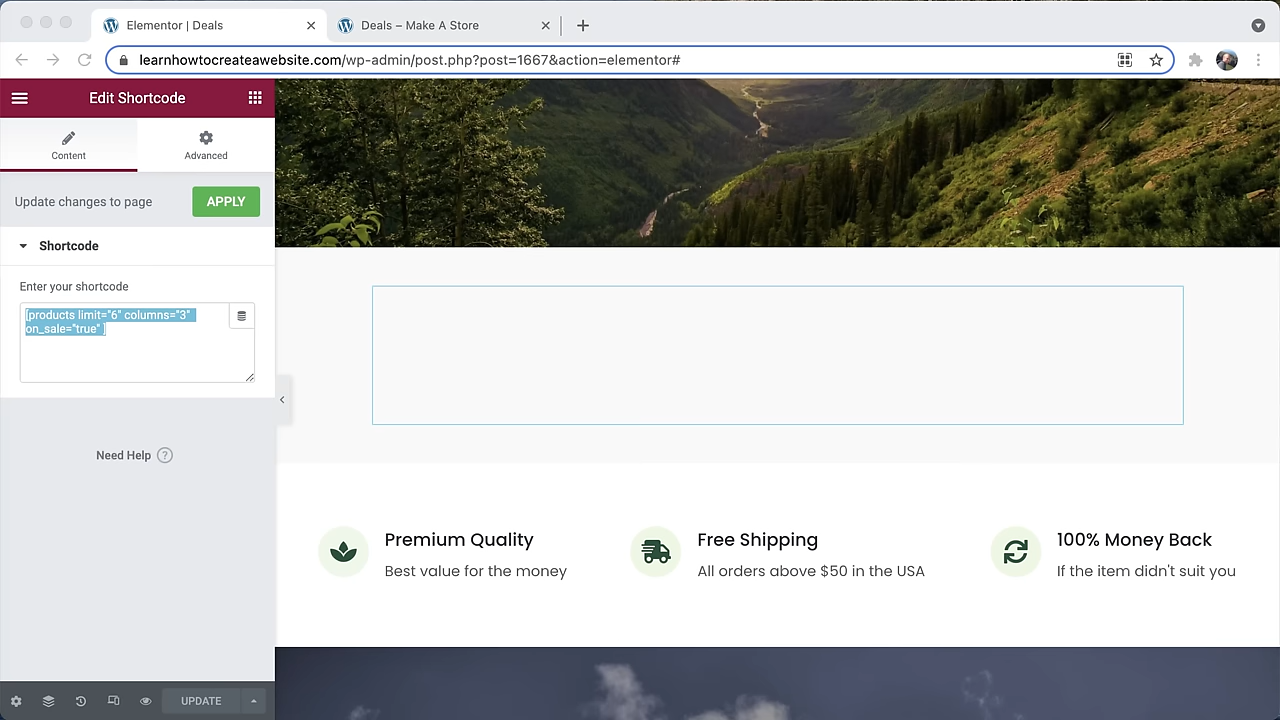 Elementor | Deals
Deals – Make A Store
learnhowtocreateawebsite.com/wp-admin/post.php?post=1667&action=elementor#
Edit Shortcode
Content
Advanced
Update changes to page
APPLY
Shortcode
Enter your shortcode
[products limit="6" columns="3"
on_sale="true" ]
Need Help ?
UPDATE
Premium Quality
Best value for the money
Free Shipping
All orders above $50 in the USA
100% Money Back
If the item didn't suit you